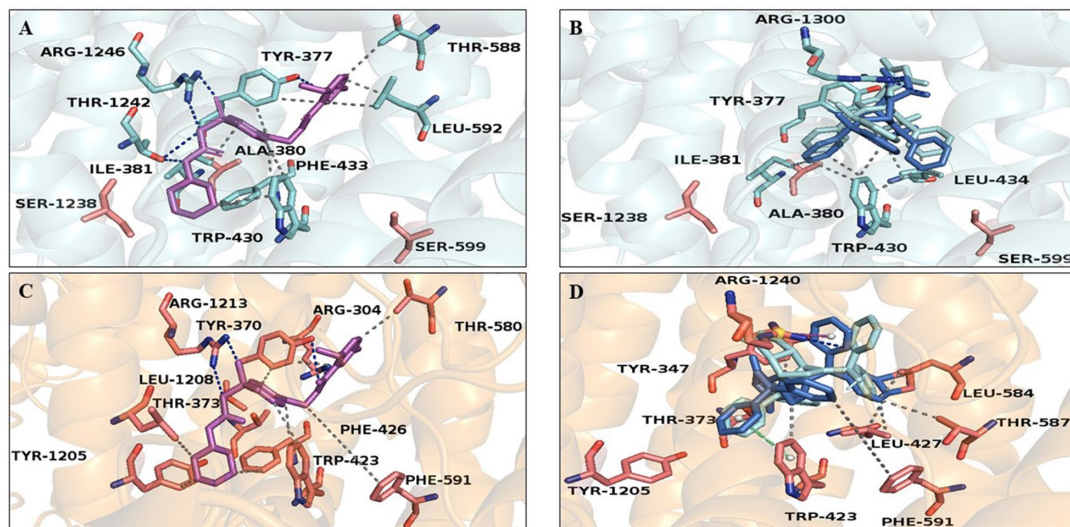 A
ARG-1246
TYR-377
THR-588
THR-1242
LEU-592
ALA-380
PHE-433
ILE-381
SER-1238
TRP-430
SER-599
B
ARG-1300
TYR-377
ILE-381
LEU-434
SER-1238
ALA-380
TRP-430
SER-599
C
ARG-1213
ARG-304
TYR-370
THR-580
LEU-1208
THR-373
PHE-426
TYR-1205
TRP-423
PHE-591
D
ARG-1240
TYR-347
LEU-584
THR-373
THR-587
LEU-427
TYR-1205
TRP-423
PHE-591